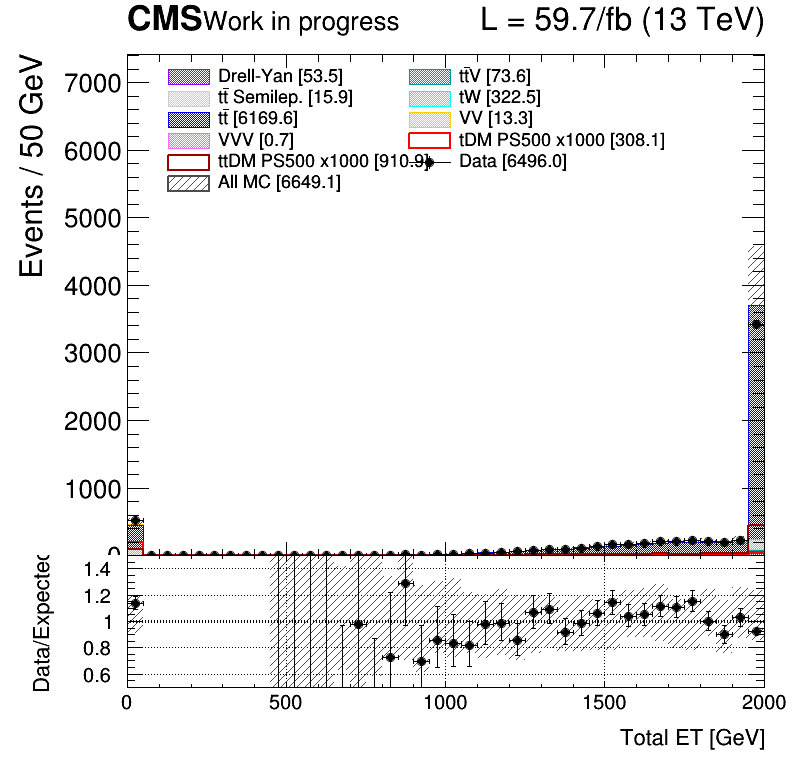 CMS Work in progress L = 59.7/fb (13 TeV)
Events / 50 GeV
7000
6000
5000
4000
3000
2000
1000
0
Drell-Yan [53.5]
tt̄V [73.6]
tt̄ Semilep. [15.9]
tW [322.5]
tt̄ [6169.6]
VV [13.3]
VVV [0.7]
tDM PS500 x1000 [308.1]
ttDM PS500 x1000 [910.9]
Data [6496.0]
All MC [6649.1]
Data/Expected
1.4
1.2
1
0.8
0.6
0 500 1000 1500 2000
Total ET [GeV]